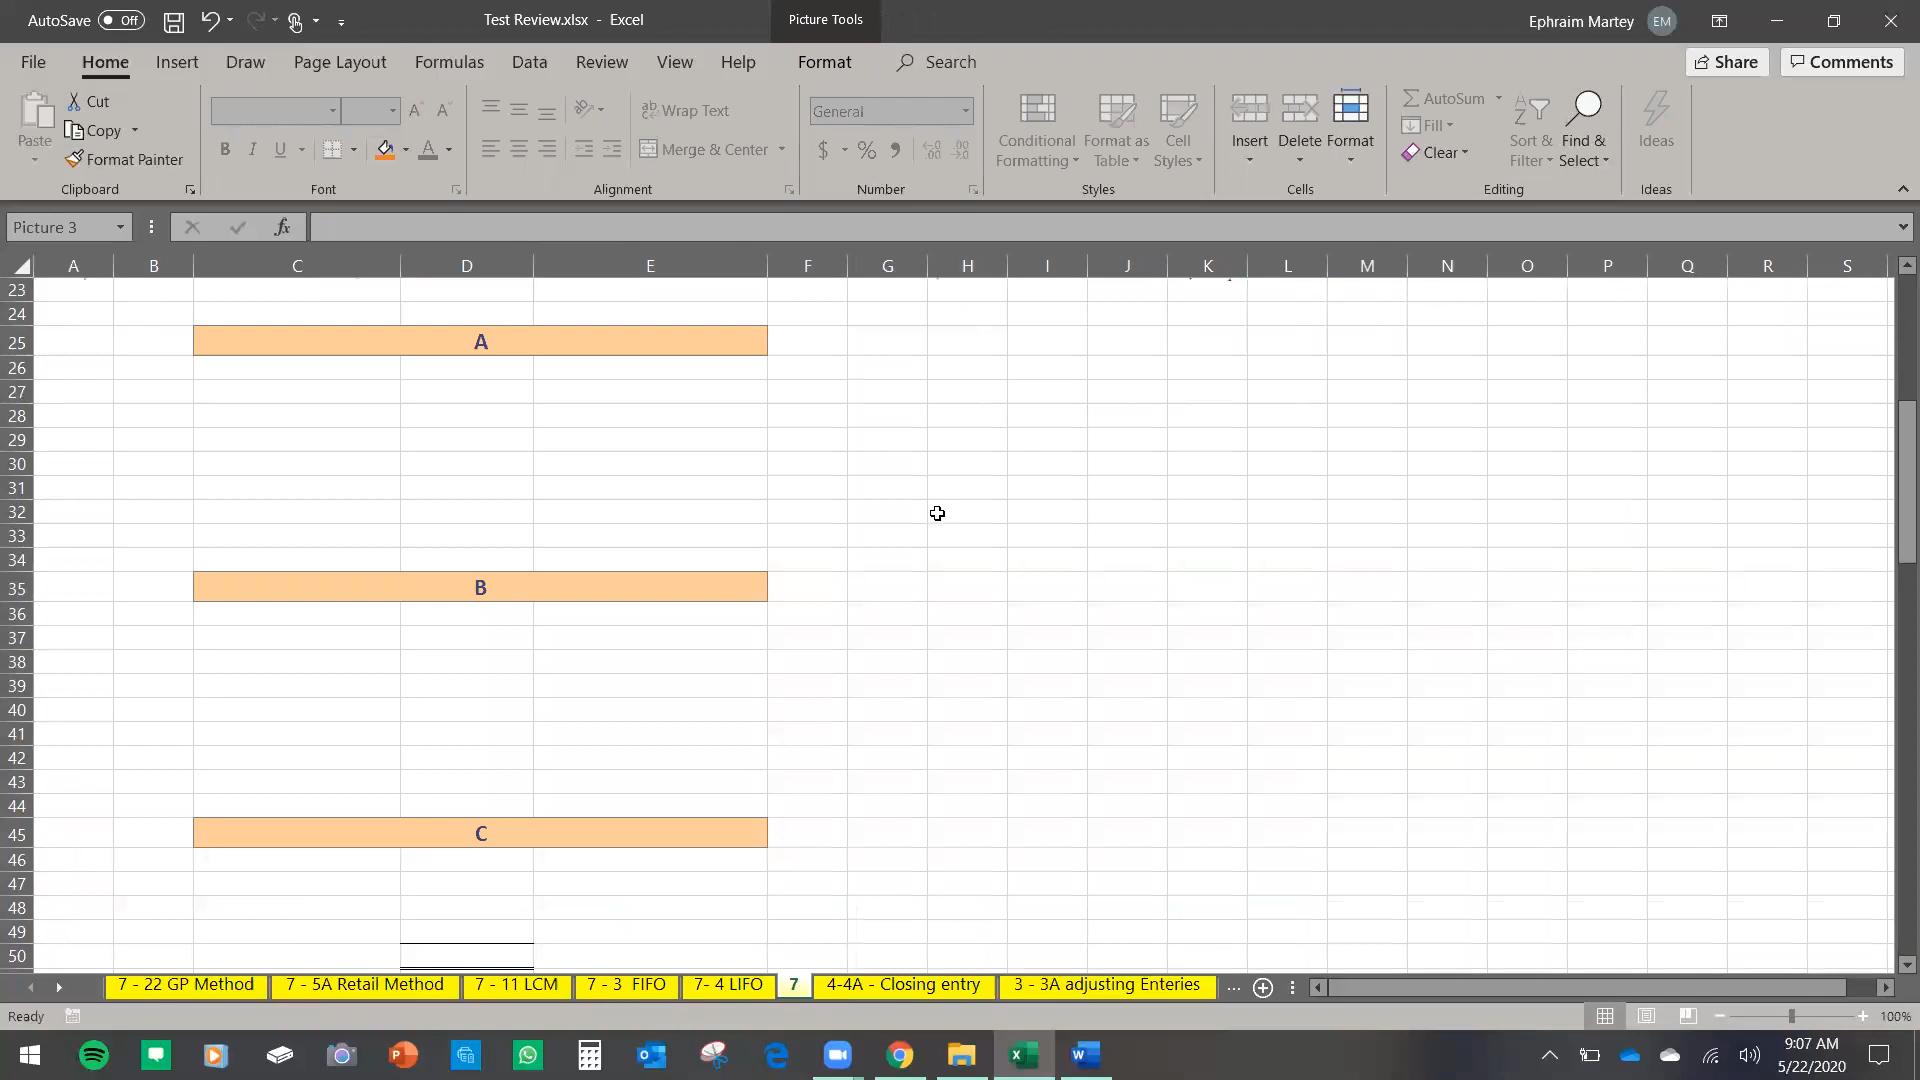 AutoSave Off Test Review.xlsx - Excel Picture Tools Ephraim Martey EM
File Home Insert Draw Page Layout Formulas Data Review View Help Format Search Share Comments
Paste Cut Copy Format Painter Clipboard
B I U A A A Font
ab Wrap Text Merge & Center Alignment
General $ % Number
Conditional Formatting Format as Table Cell Styles Styles
Insert Delete Format Cells
AutoSum Fill Clear Sort & Filter Find & Select Editing
Ideas Ideas
Picture 3 fx
A B C D E F G H I J K L M N O P Q R S
23
24
25 A
26
27
28
29
30
31
32
33
34
35 B
36
37
38
39
40
41
42
43
44
45 C
46
47
48
49
50
7 - 22 GP Method 7 - 5A Retail Method 7 - 11 LCM 7 - 3 FIFO 7- 4 LIFO 7 4-4A - Closing entry 3 - 3A adjusting Enteries ...
Ready 100%
9:07 AM
5/22/2020